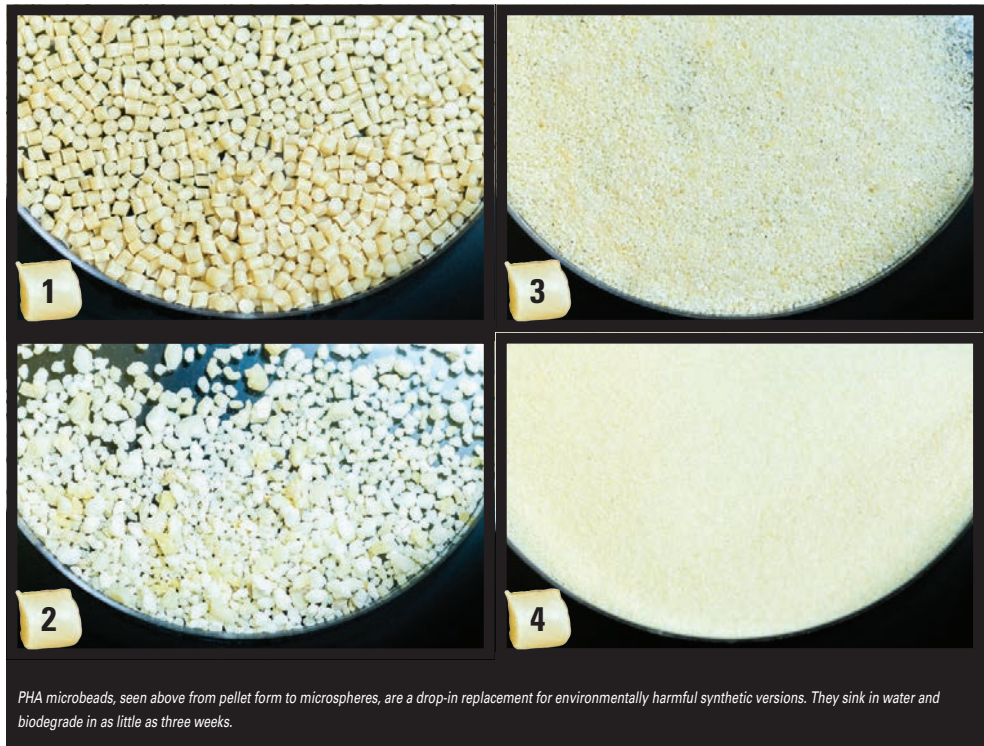 1
3
2
4
PHA microbeads, seen above from pellet form to microspheres, are a drop-in replacement for environmentally harmful synthetic versions. They sink in water and
biodegrade in as little as three weeks.